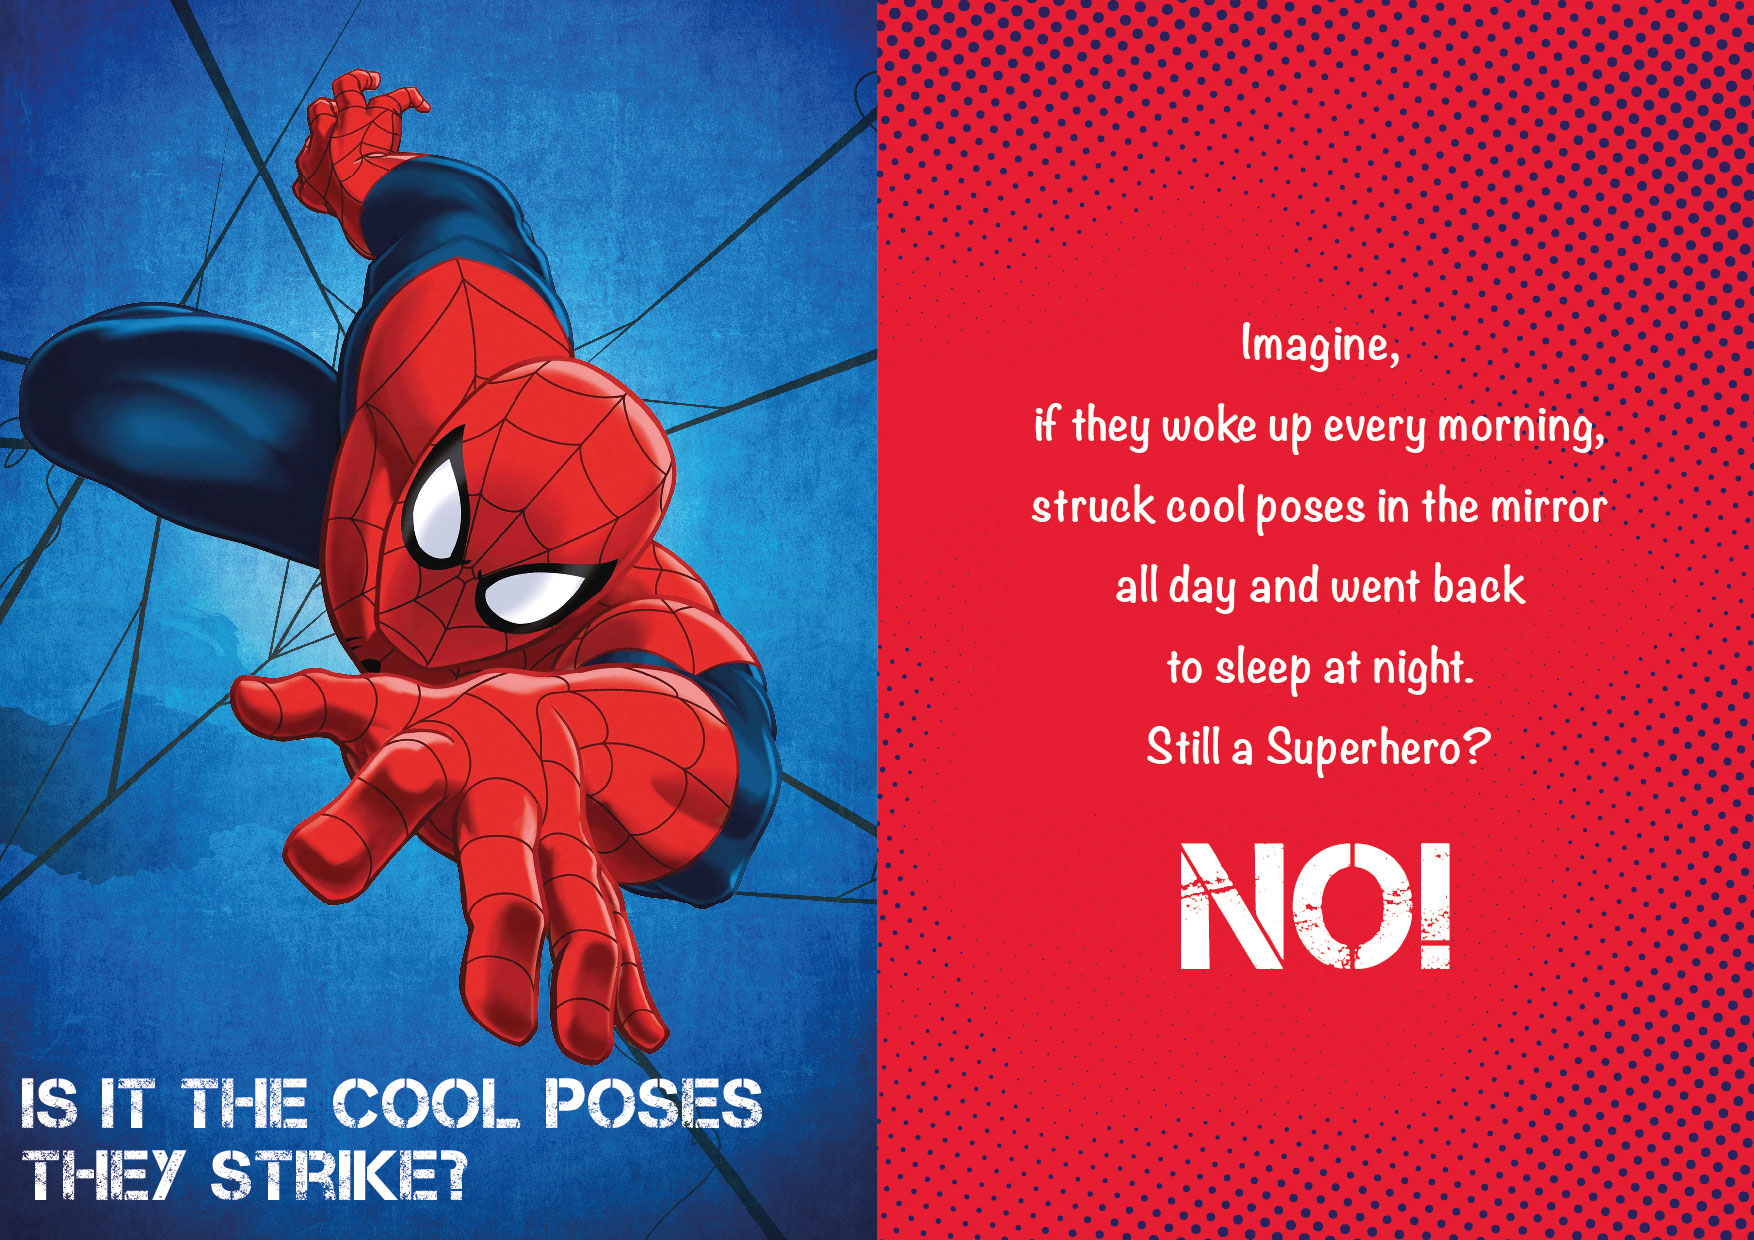 IS IT THE COOL POSES
THEY STRIKE?
Imagine,
if they woke up every morning,
struck cool poses in the mirror
all day and went back
to sleep at night.
Still a Superhero?
NO!